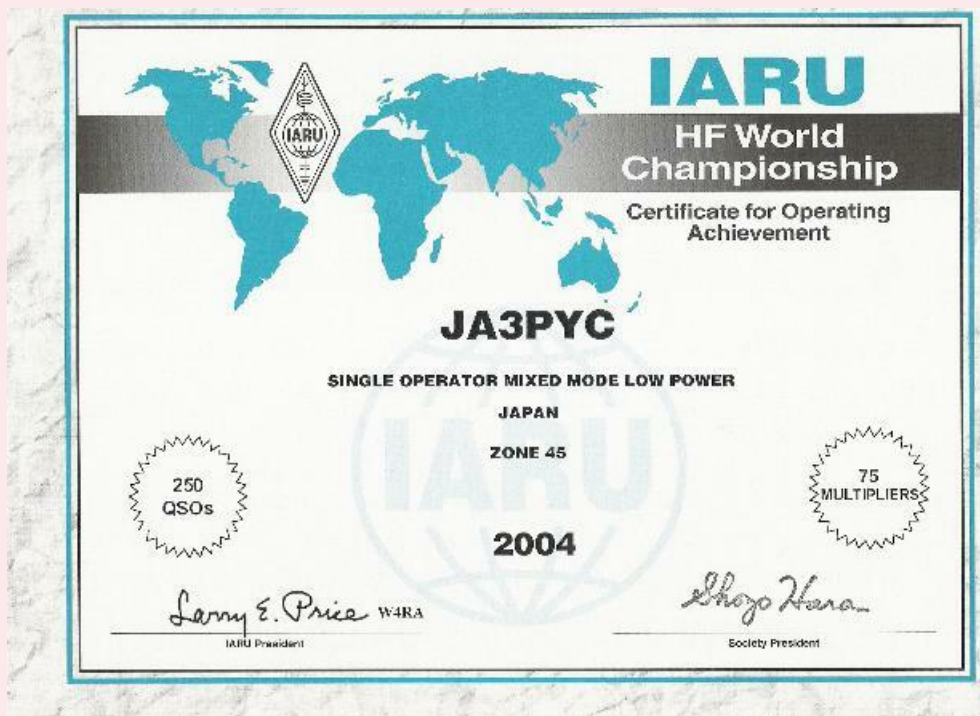 IARU
IARU
HF World
Championship
Certificate for Operating
Achievement
JA3PYC
SINGLE OPERATOR MIXED MODE LOW POWER
JAPAN
ZONE 45
IARU
250
QSOs
75
MULTIPLIERS
2004
Larry E. Price W4RA
Shozo Hara
IARU President
Society President